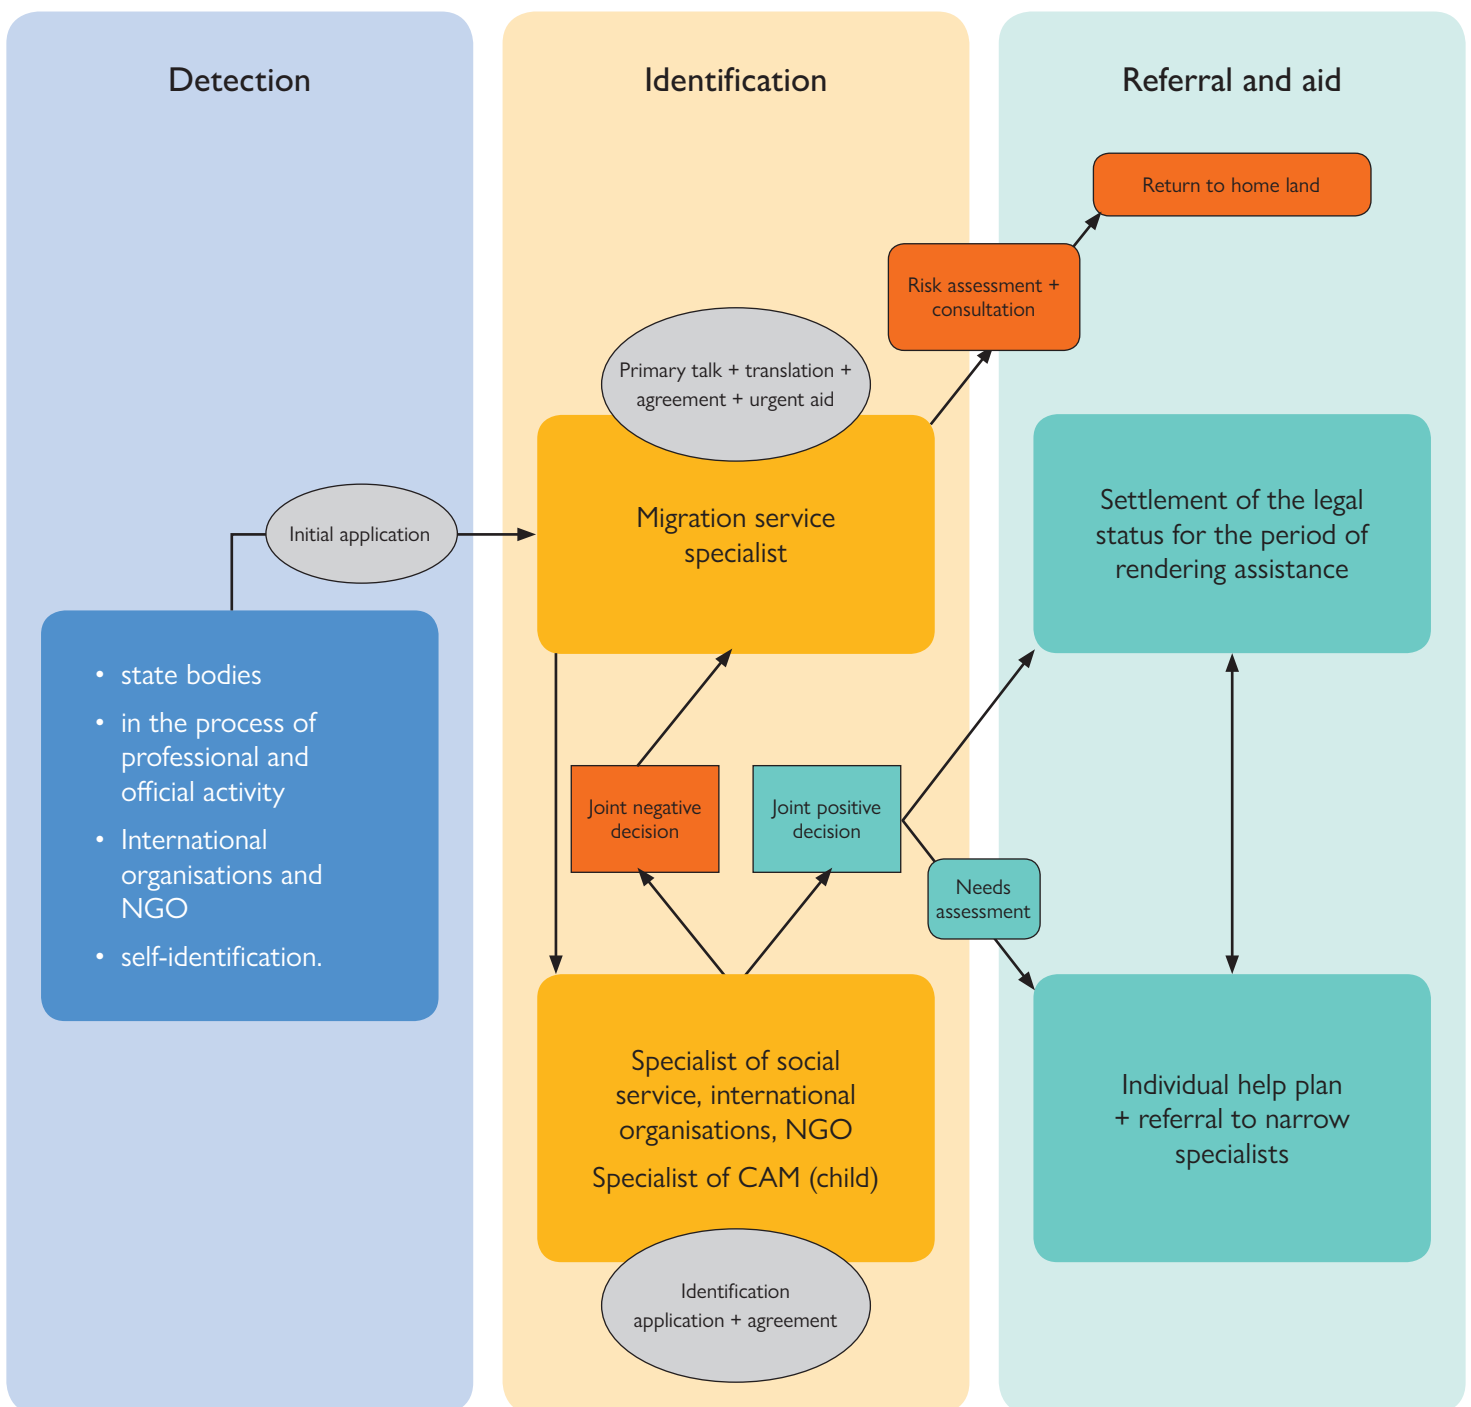 Detection
Initial application
• state bodies
• in the process of
professional and
official activity
• International
organisations and
NGO
• self-identification.
Identification
Primary talk + translation +
agreement + urgent aid
Migration service
specialist
Joint negative
decision
Joint positive
decision
Specialist of social
service, international
organisations, NGO
Specialist of CAM (child)
Identification
application + agreement
Referral and aid
Return to home land
Risk assessment +
consultation
Settlement of the legal
status for the period of
rendering assistance
Needs
assessment
Individual help plan
+ referral to narrow
specialists